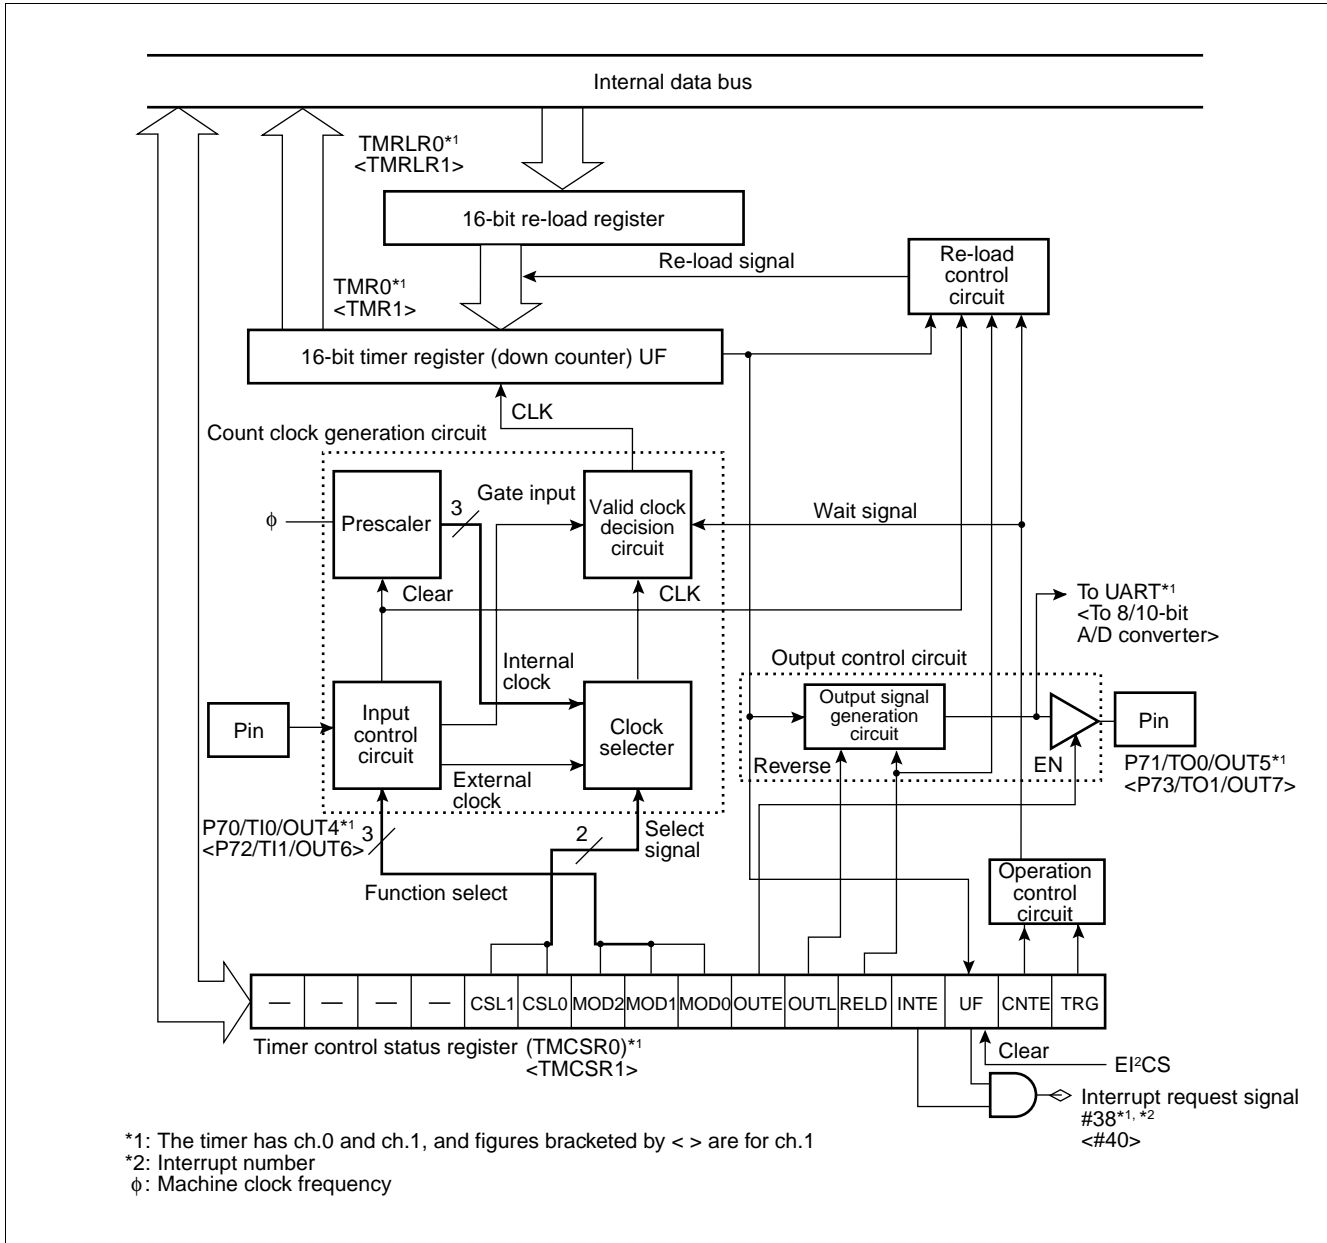 Internal data bus
TMRLR0*1
<TMRLR1>
16-bit re-load register
Re-load signal
Re-load
control
circuit
TMR0*1
<TMR1>
16-bit timer register (down counter) UF
CLK
Count clock generation circuit
Prescaler
3
Gate input
Valid clock
decision
circuit
Wait signal
ϕ
Clear
CLK
To UART*1
<To 8/10-bit
A/D converter>
Internal
clock
Output control circuit
Pin
Input
control
circuit
Clock
selecter
Output signal
generation
circuit
Pin
External
clock
Reverse
EN
P71/TO0/OUT5*1
<P73/TO1/OUT7>
P70/TI0/OUT4*1
<P72/TI1/OUT6>
3
2
Select
signal
Function select
Operation
control
circuit
— — — — CSL1 CSL0 MOD2 MOD1 MOD0 OUTE OUTL RELD INTE UF CNTE TRG
Timer control status register (TMCSR0)*1
<TMCSR1>
Clear
EI²CS
Interrupt request signal
#38*1, *2
<#40>
*1: The timer has ch.0 and ch.1, and figures bracketed by < > are for ch.1
*2: Interrupt number
ϕ: Machine clock frequency